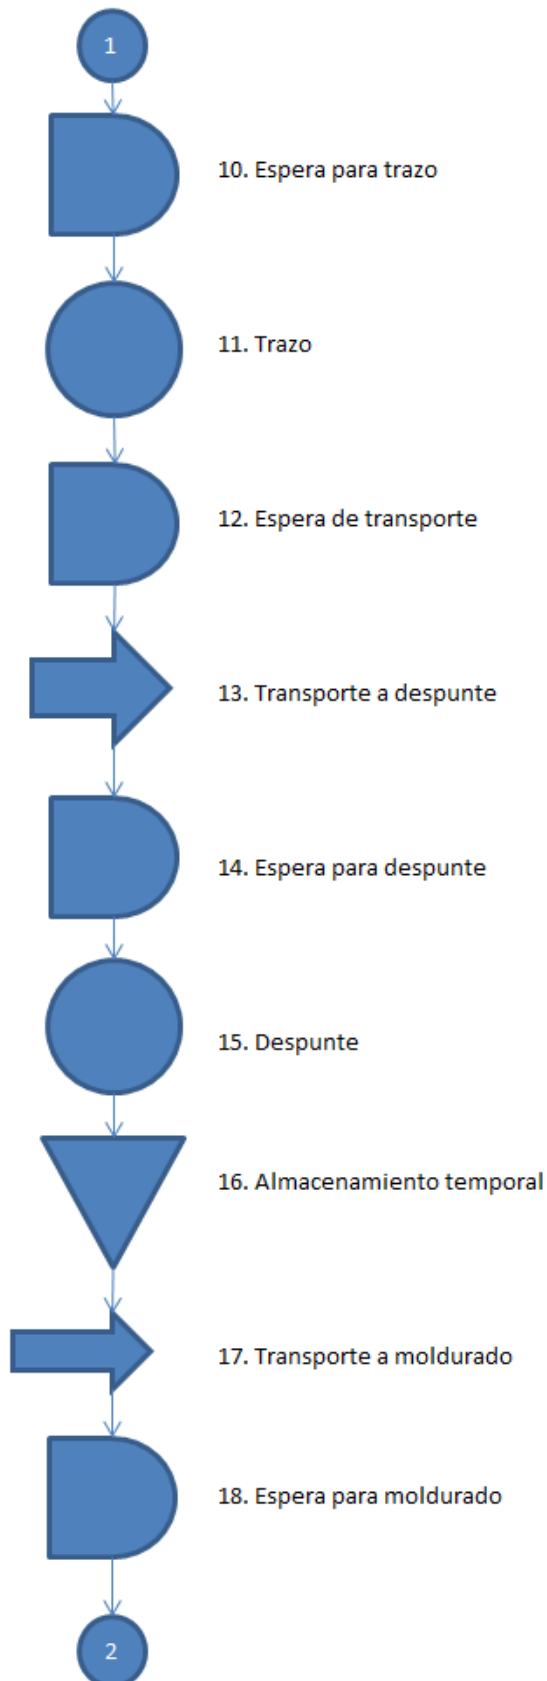 1
10. Espera para trazo
11. Trazo
12. Espera de transporte
13. Transporte a despunte
14. Espera para despunte
15. Despunte
16. Almacenamiento temporal
17. Transporte a moldurado
18. Espera para moldurado
2